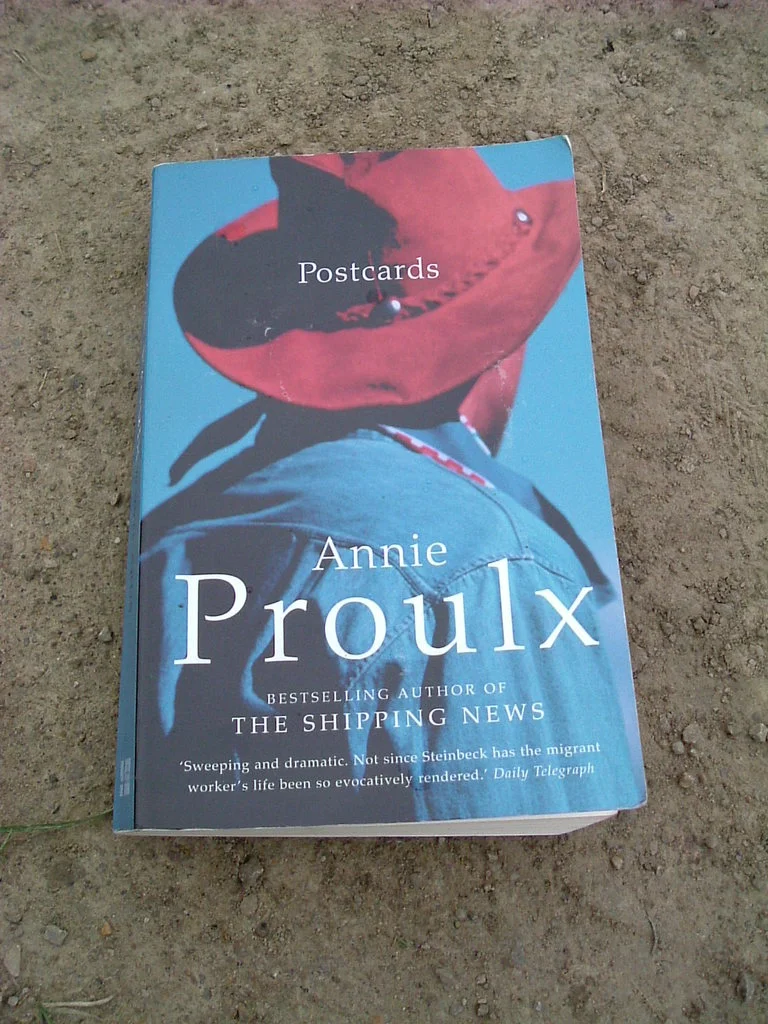 Postcards
Annie
Proulx
BESTSELLING AUTHOR OF
THE SHIPPING NEWS
‘Sweeping and dramatic. Not since Steinbeck has the migrant
worker’s life been so evocatively rendered.’ Daily Telegraph